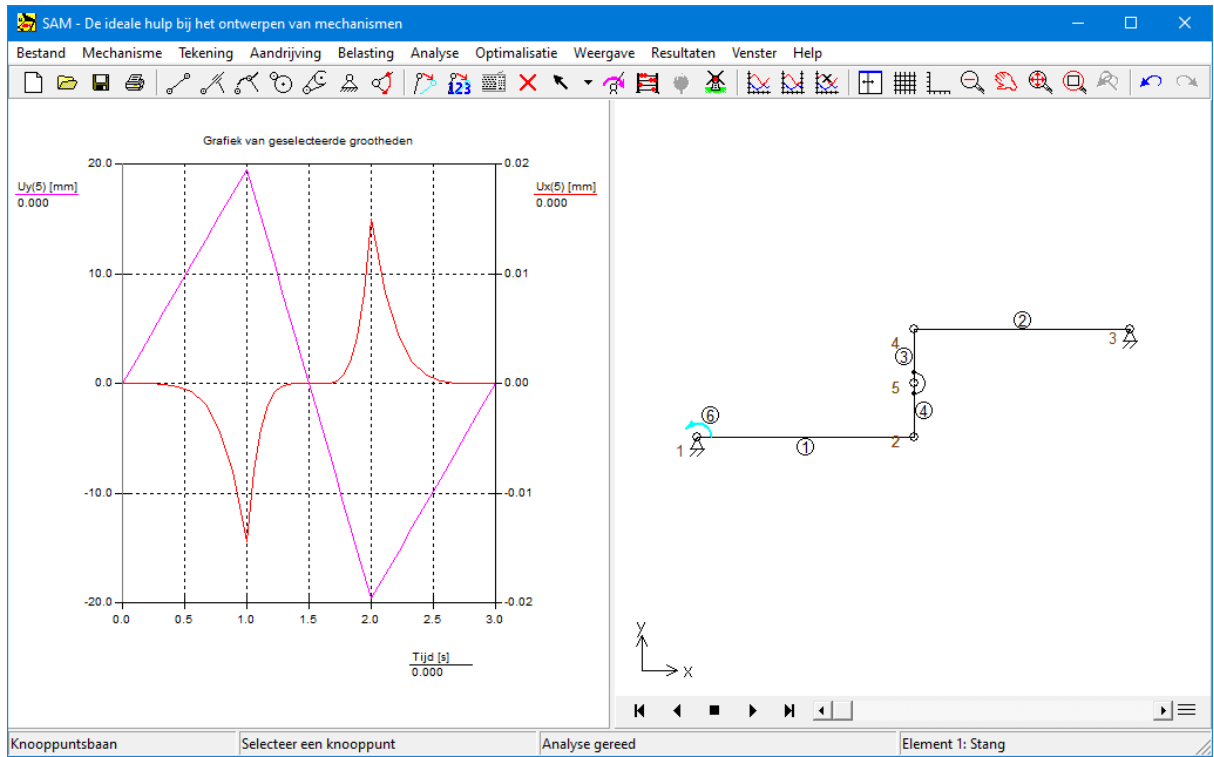 SAM - De ideale hulp bij het ontwerpen van mechanismen
Bestand Mechanisme Tekening Aandrijving Belasting Analyse Optimalisatie Weergave Resultaten Venster Help
123
Grafiek van geselecteerde grootheden
20.0 0.02
Uy(5) [mm] Ux(5) [mm]
0.000 0.000
10.0 0.01
0.0 0.00
-10.0 -0.01
-20.0 -0.02
0.0 0.5 1.0 1.5 2.0 2.5 3.0
Tijd [s]
0.000
2
4 3
3
5
6 4
1 1 2
y
x
Knooppuntsbaan Selecteer een knooppunt Analyse gereed Element 1: Stang